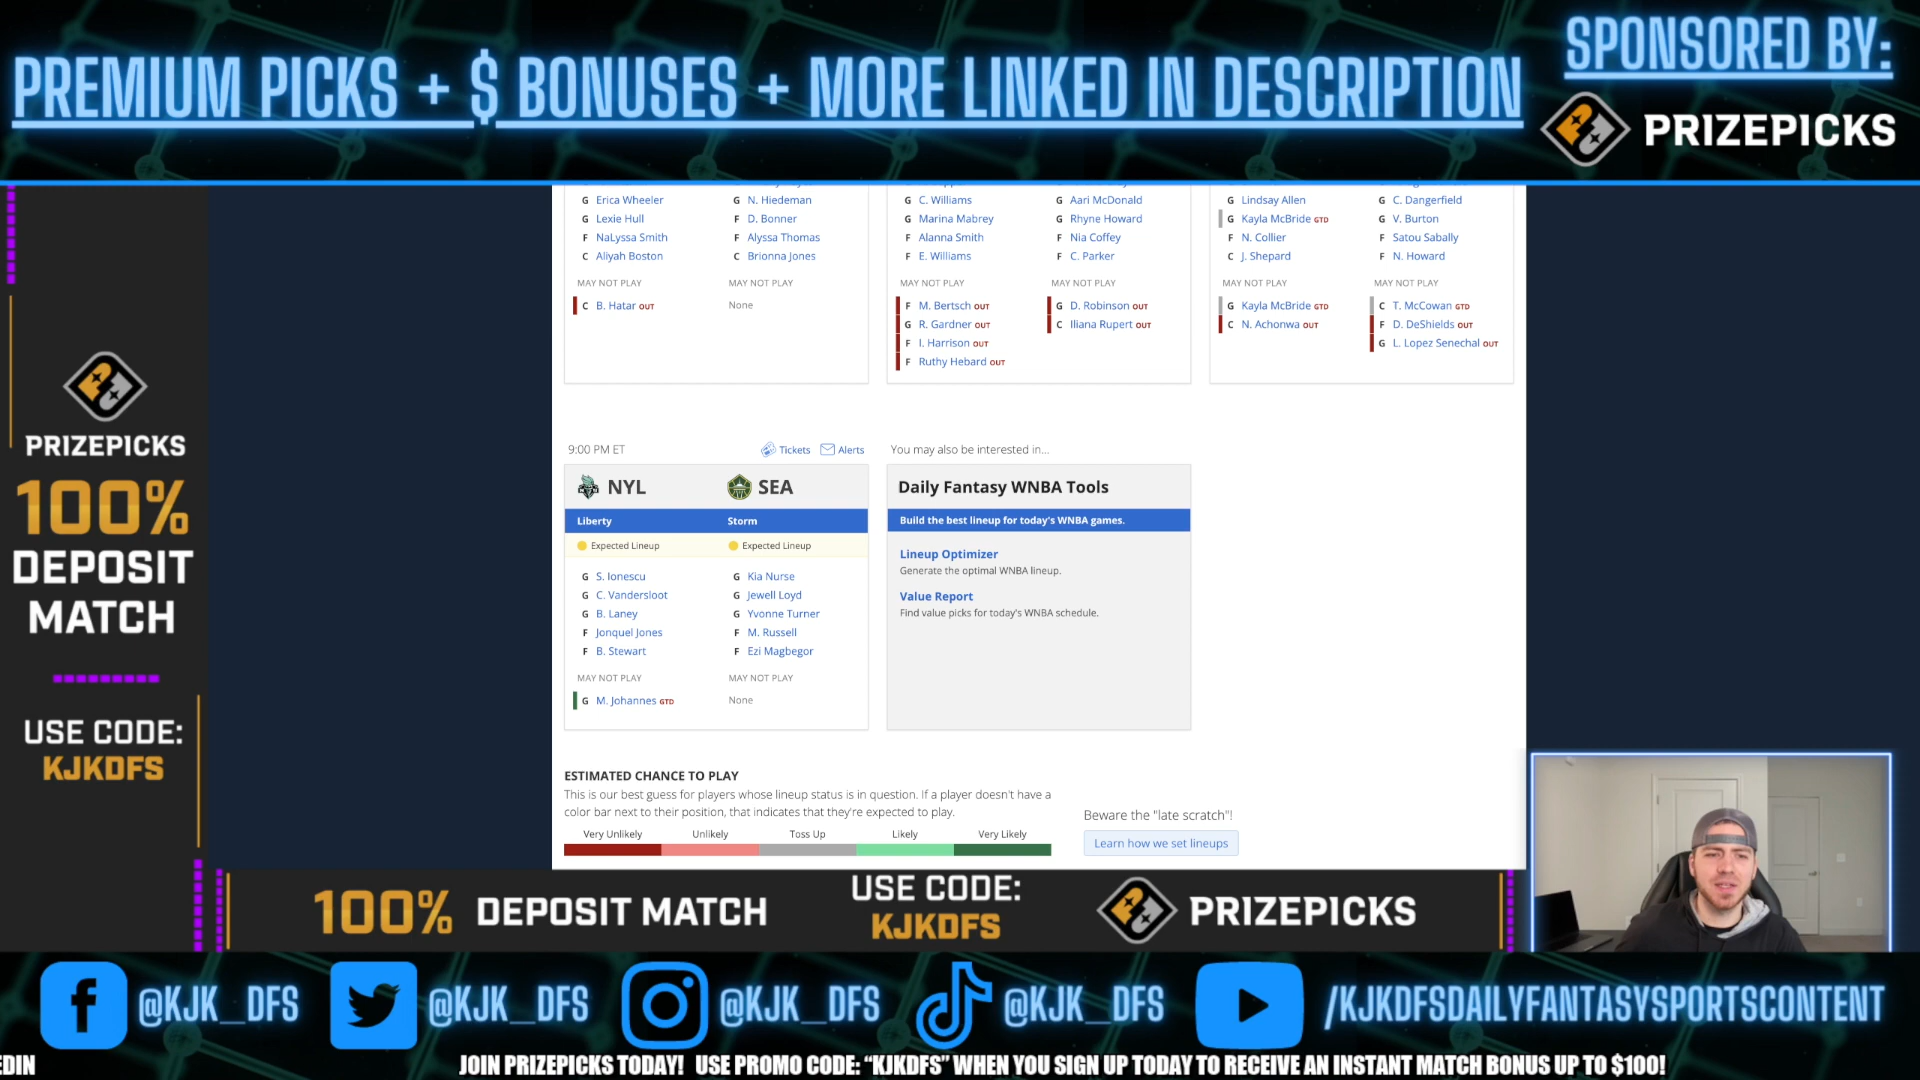 PREMIUM PICKS + $ BONUSES + MORE LINKED IN DESCRIPTION
SPONSORED BY:
PRIZEPICKS
G Erica Wheeler
G Lexie Hull
F NaLyssa Smith
C Aliyah Boston
MAY NOT PLAY
C B. Hatar OUT
G N. Hiedeman
F D. Bonner
F Alyssa Thomas
C Brionna Jones
MAY NOT PLAY
None
G C. Williams
G Marina Mabrey
F Alanna Smith
F E. Williams
MAY NOT PLAY
F M. Bertsch OUT
G R. Gardner OUT
F I. Harrison OUT
F Ruthy Hebard OUT
G Aari McDonald
G Rhyne Howard
F Nia Coffey
F C. Parker
MAY NOT PLAY
G D. Robinson OUT
C Iliana Rupert OUT
G Lindsay Allen
G Kayla McBride GTD
F N. Collier
C J. Shepard
MAY NOT PLAY
G Kayla McBride GTD
C N. Achonwa OUT
G C. Dangerfield
G V. Burton
F Satou Sabally
F N. Howard
MAY NOT PLAY
C T. McCowan GTD
F D. DeShields OUT
G L. Lopez Senechal OUT
9:00 PM ET
Tickets
Alerts
NYL
SEA
Liberty
Storm
Expected Lineup
Expected Lineup
G S. Ionescu
G C. Vandersloot
G B. Laney
F Jonquel Jones
F B. Stewart
MAY NOT PLAY
G M. Johannes GTD
G Kia Nurse
G Jewell Loyd
G Yvonne Turner
F M. Russell
F Ezi Magbegor
MAY NOT PLAY
None
You may also be interested in...
Daily Fantasy WNBA Tools
Build the best lineup for today's WNBA games.
Lineup Optimizer
Generate the optimal WNBA lineup.
Value Report
Find value picks for today's WNBA schedule.
ESTIMATED CHANCE TO PLAY
This is our best guess for players whose lineup status is in question. If a player doesn't have a
color bar next to their position, that indicates that they're expected to play.
Very Unlikely
Unlikely
Toss Up
Likely
Very Likely
Beware the "late scratch"!
Learn how we set lineups
PRIZEPICKS
100%
DEPOSIT
MATCH
USE CODE:
KJKDFS
100% DEPOSIT MATCH
USE CODE:
KJKDFS
PRIZEPICKS
@KJK_DFS
@KJK_DFS
@KJK_DFS
@KJK_DFS
/KJKDFSDAILYFANTASYSPORTSCONTENT
EDIN
JOIN PRIZEPICKS TODAY! USE PROMO CODE: “KJKDFS” WHEN YOU SIGN UP TODAY TO RECEIVE AN INSTANT MATCH BONUS UP TO $100!